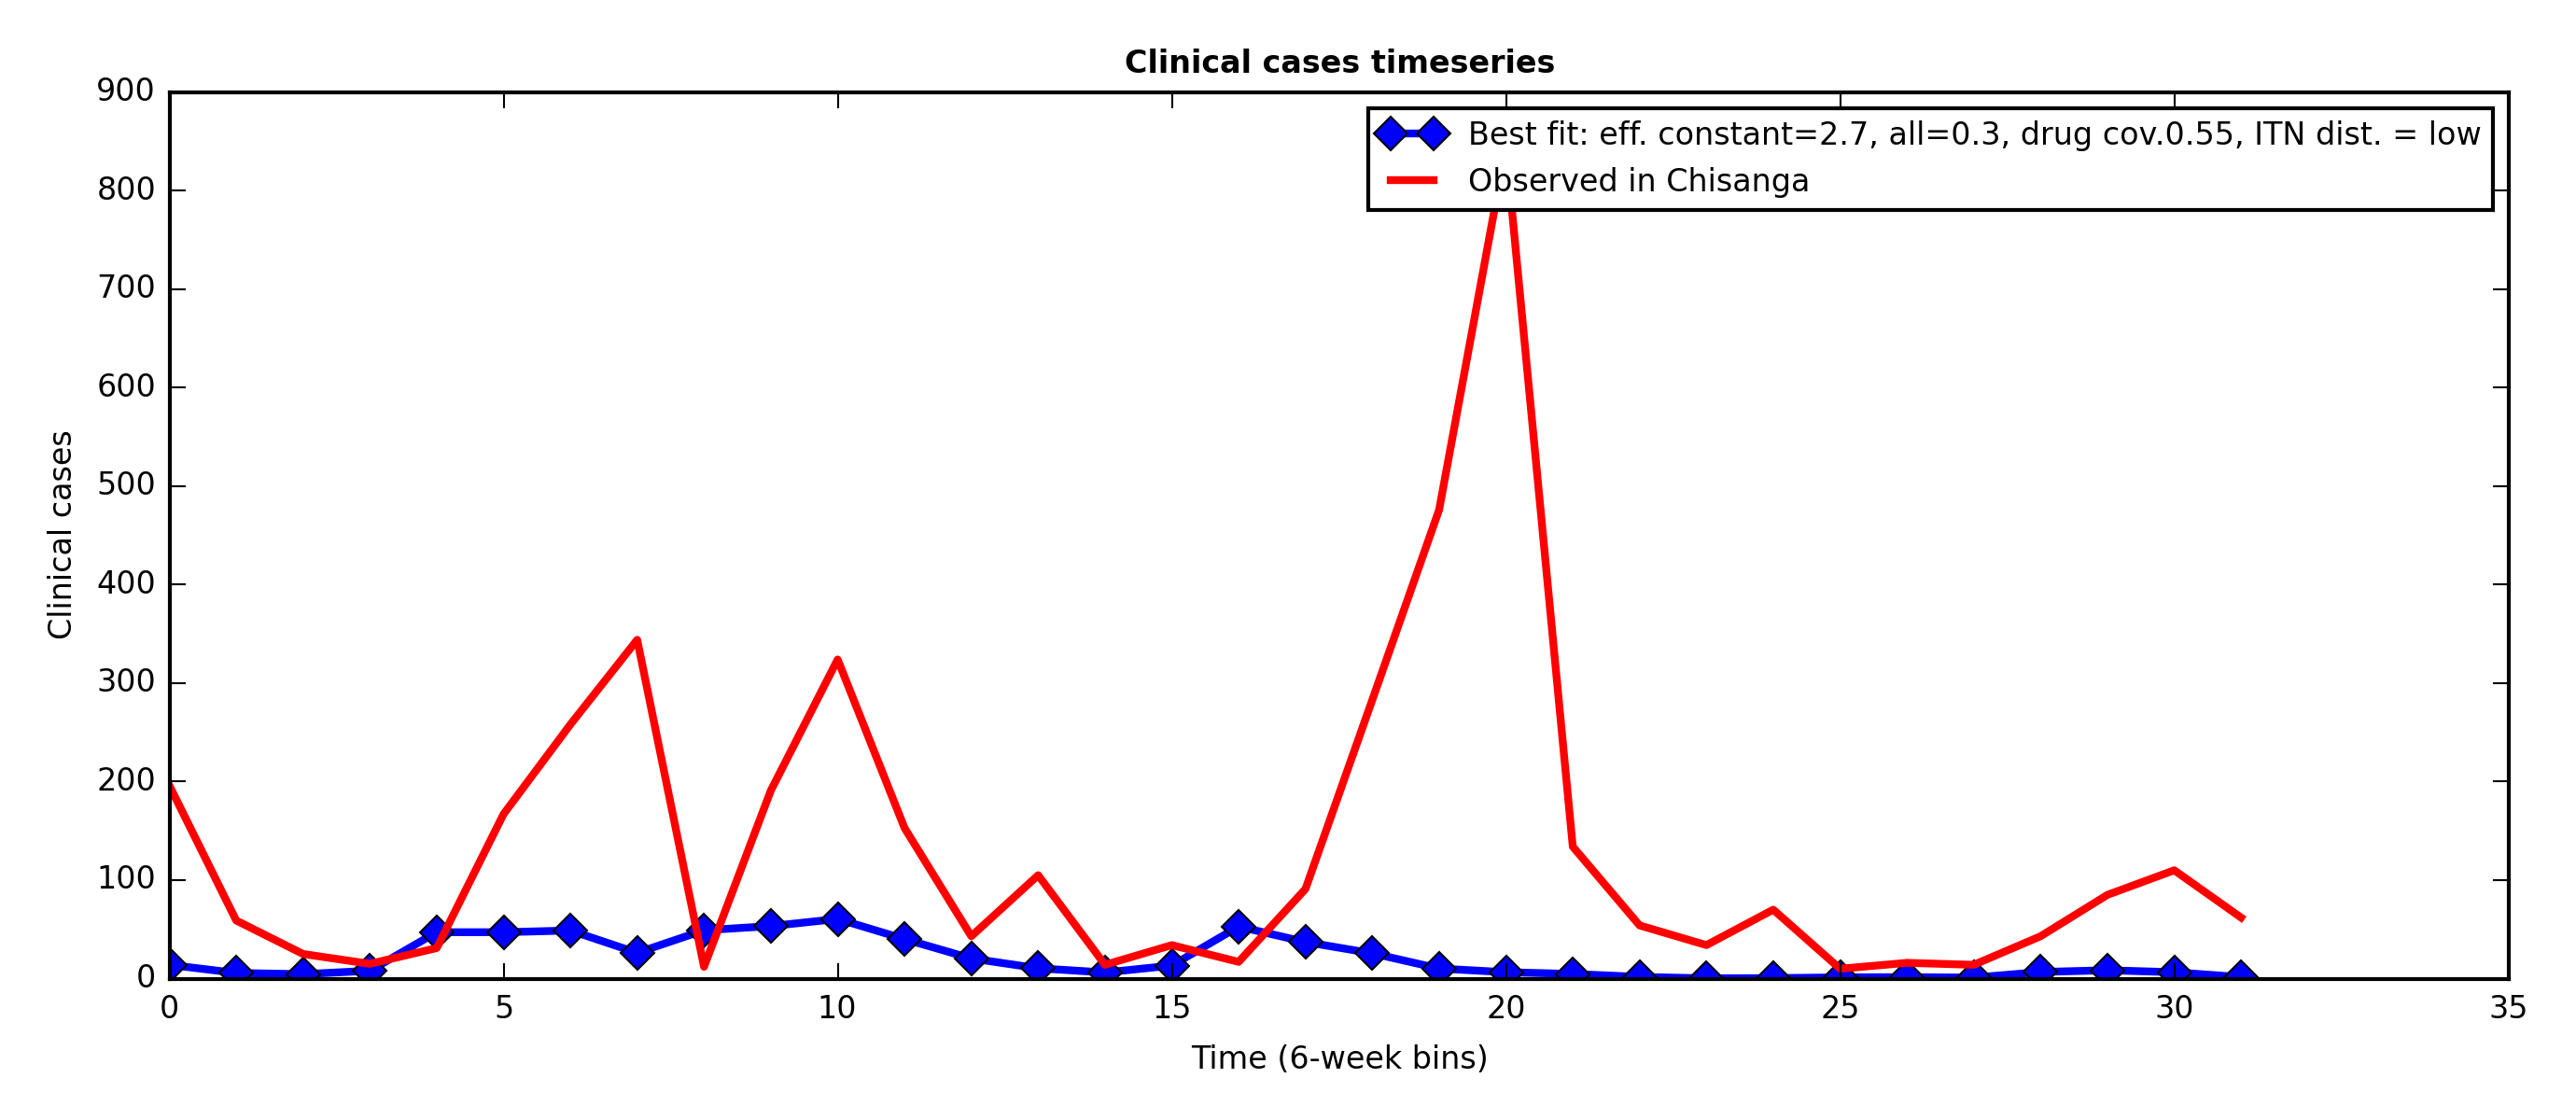 Clinical cases timeseries
900
800
700
600
500
400
300
200
100
0
Clinical cases
Best fit: eff. constant=2.7, all=0.3, drug cov.0.55, ITN dist. = low
Observed in Chisanga
0 5 10 15 20 25 30 35
Time (6-week bins)